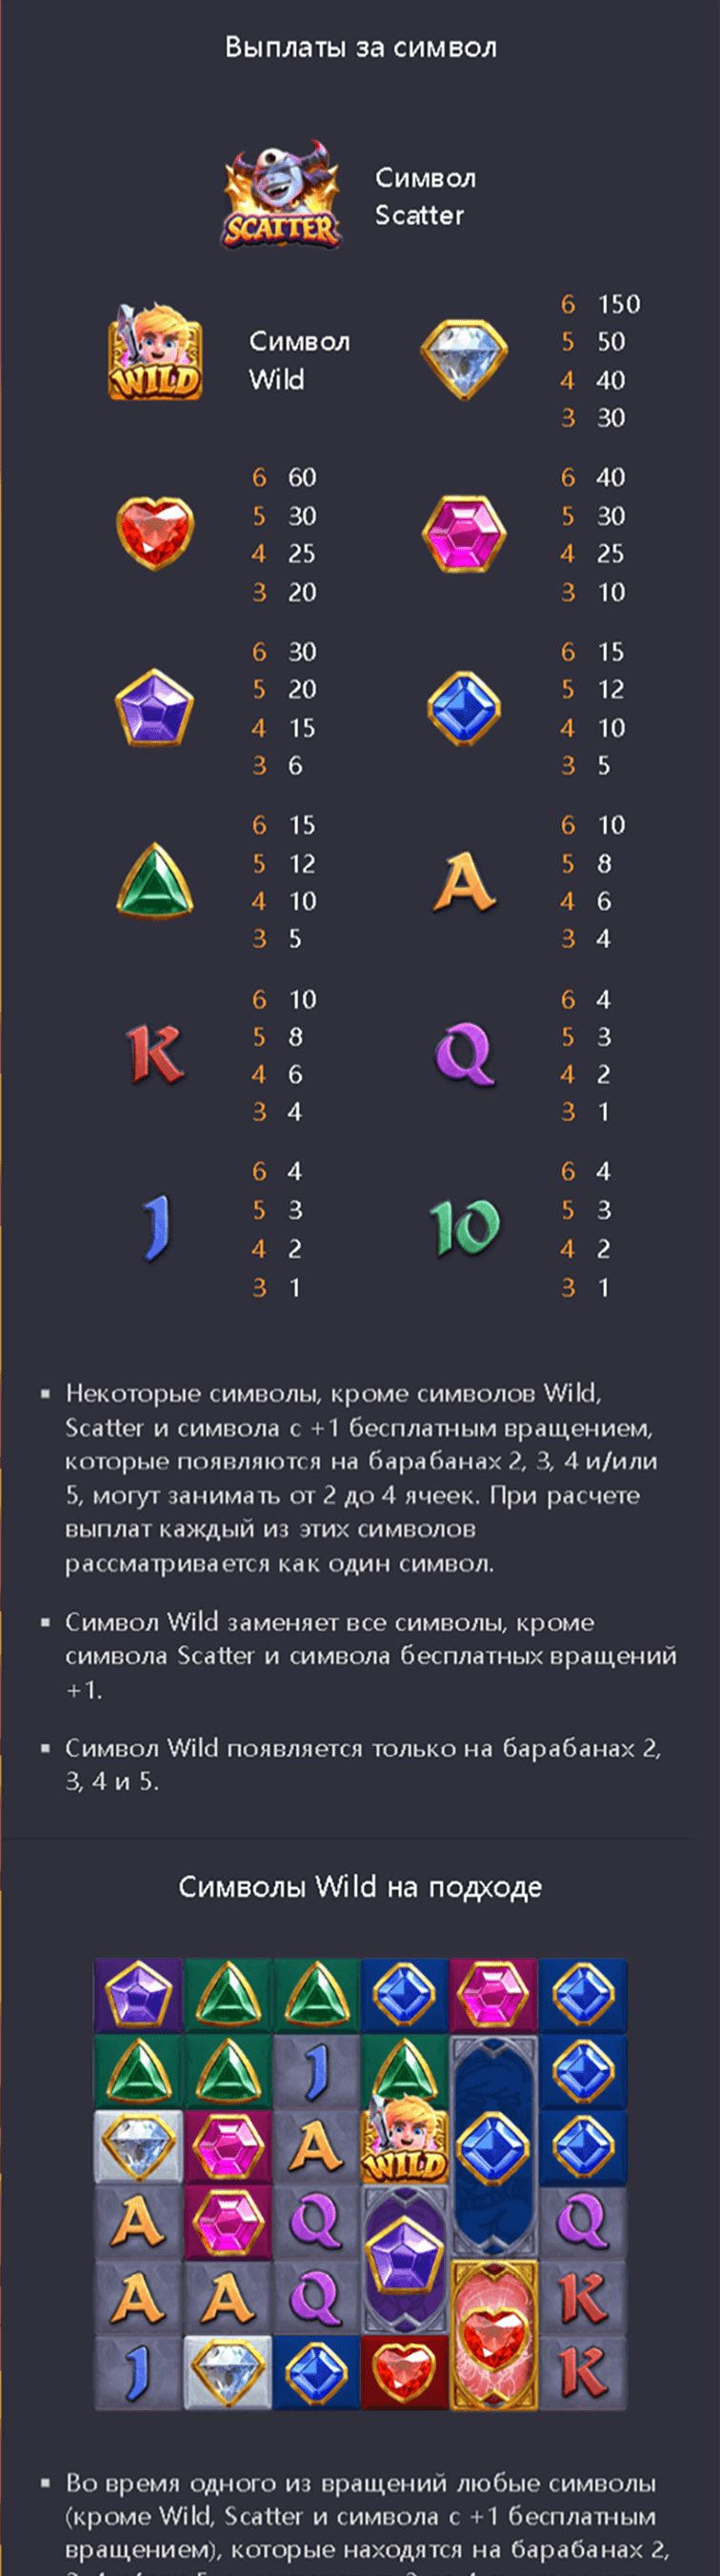 Выплаты за символ
SCATTER
Символ
Scatter
WILD
Символ
Wild
6 150
5 50
4 40
3 30
6 60
5 30
4 25
3 20
6 40
5 30
4 25
3 10
6 30
5 20
4 15
3 6
6 15
5 12
4 10
3 5
6 15
5 12
4 10
3 5
A
6 10
5 8
4 6
3 4
K
6 10
5 8
4 6
3 4
Q
6 4
5 3
4 2
3 1
J
6 4
5 3
4 2
3 1
10
6 4
5 3
4 2
3 1
▪ Некоторые символы, кроме символов Wild,
Scatter и символа с +1 бесплатным вращением,
которые появляются на барабанах 2, 3, 4 и/или
5, могут занимать от 2 до 4 ячеек. При расчете
выплат каждый из этих символов
рассматривается как один символ.
▪ Символ Wild заменяет все символы, кроме
символа Scatter и символа бесплатных вращений
+1.
▪ Символ Wild появляется только на барабанах 2,
3, 4 и 5.
Символы Wild на подходе
J
A WILD
A Q Q
A A Q K
J K
▪ Во время одного из вращений любые символы
(кроме Wild, Scatter и символа с +1 бесплатным
вращением), которые находятся на барабанах 2,